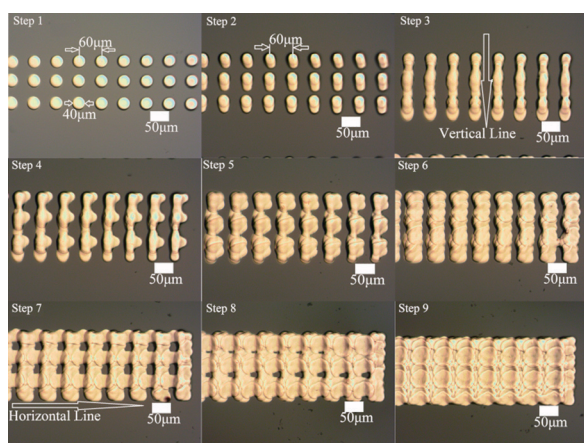 Step 1
60μm
40μm
50μm
Step 2
60μm
50μm
Step 3
Vertical Line
50μm
Step 4
50μm
Step 5
50μm
Step 6
50μm
Step 7
Horizontal Line
50μm
Step 8
50μm
Step 9
50μm